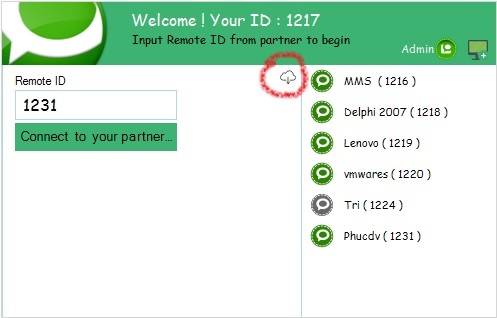 Welcome ! Your ID : 1217
Input Remote ID from partner to begin
Admin
Remote ID
1231
Connect to your partner...
MMS ( 1216 )
Delphi 2007 ( 1218 )
Lenovo ( 1219 )
vmwares ( 1220 )
Tri ( 1224 )
Phucdv ( 1231 )